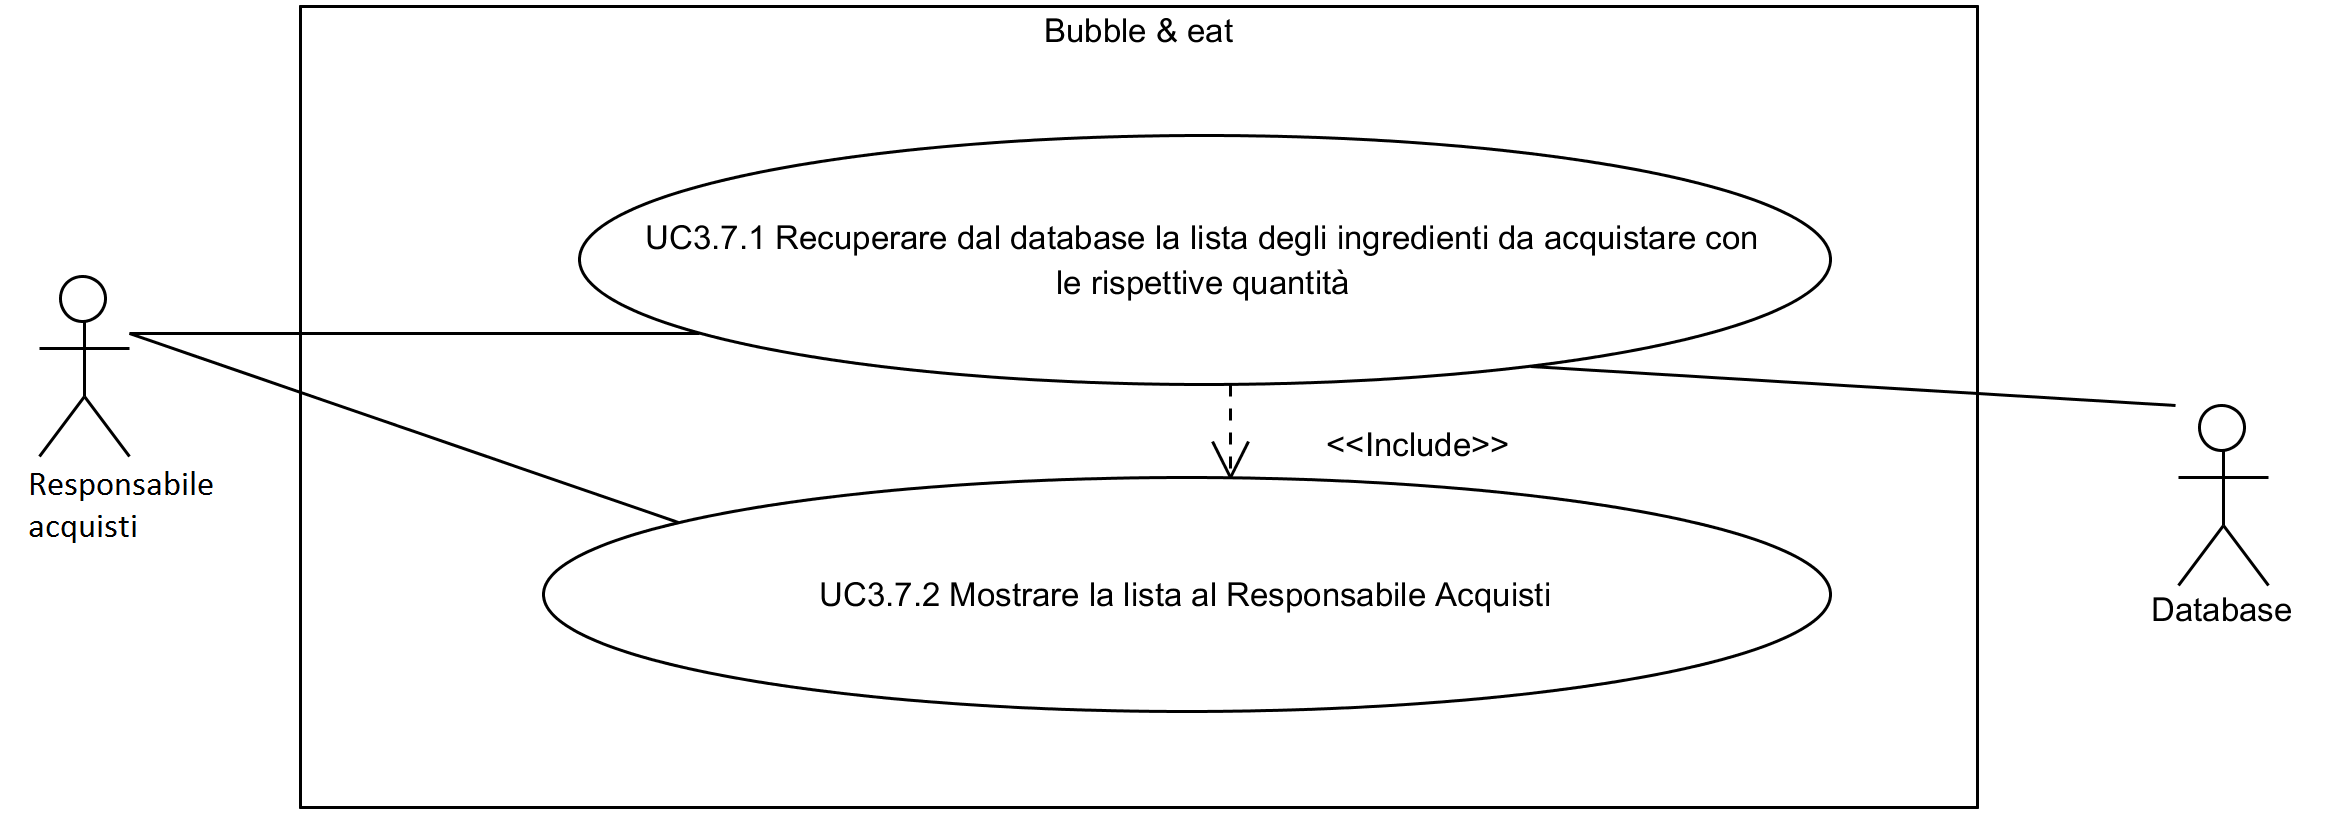 Bubble & eat
UC3.7.1 Recuperare dal database la lista degli ingredienti da acquistare con
le rispettive quantità
Responsabile
acquisti
<<Include>>
UC3.7.2 Mostrare la lista al Responsabile Acquisti
Database